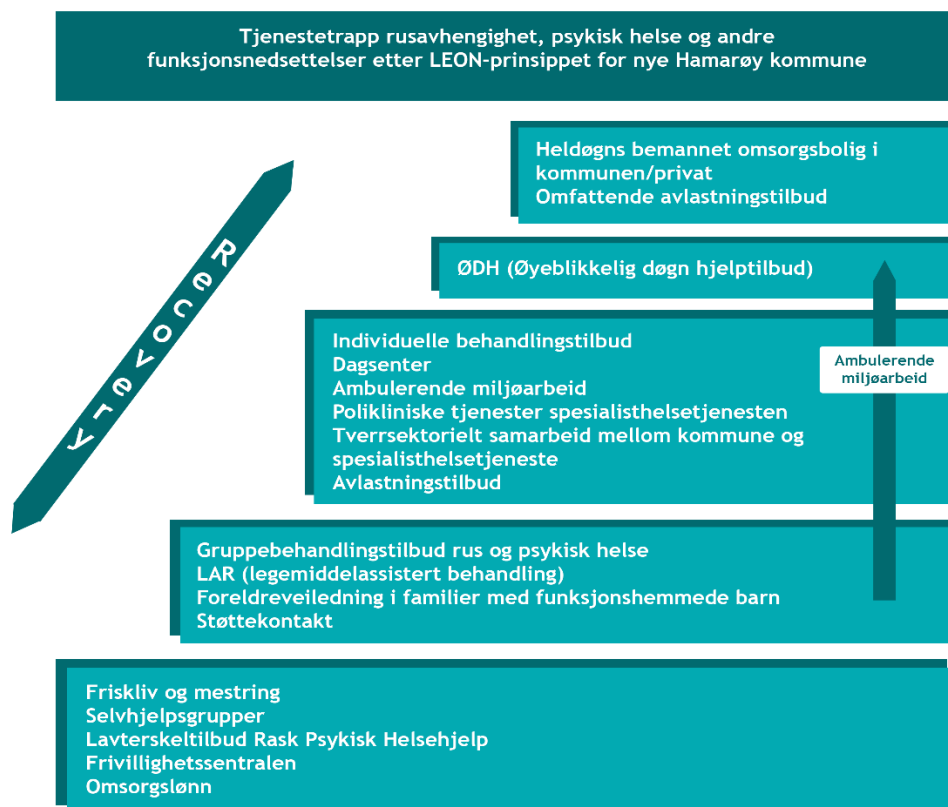 Tjenestetrapp rusavhengighet, psykisk helse og andre
funksjonsnedsettelser etter LEON-prinsippet for nye Hamarøy kommune
Heldøgns bemannet omsorgsbolig i
kommunen/privat
Omfattende avlastningstilbud
Recovery
ØDH (Øyeblikkelig døgn hjelptilbud)
Individuelle behandlingstilbud
Dagsenter
Ambulerende miljøarbeid
Polikliniske tjenester spesialisthelsetjenesten
Tverrsektorielt samarbeid mellom kommune og
spesialisthelsetjeneste
Avlastningstilbud
Ambulerende
miljøarbeid
Gruppebehandlingstilbud rus og psykisk helse
LAR (legemiddelassistert behandling)
Foreldreveiledning i familier med funksjonshemmede barn
Støttekontakt
Friskliv og mestring
Selvhjelpsgrupper
Lavterskeltilbud Rask Psykisk Helsehjelp
Frivillighetssentralen
Omsorgslønn